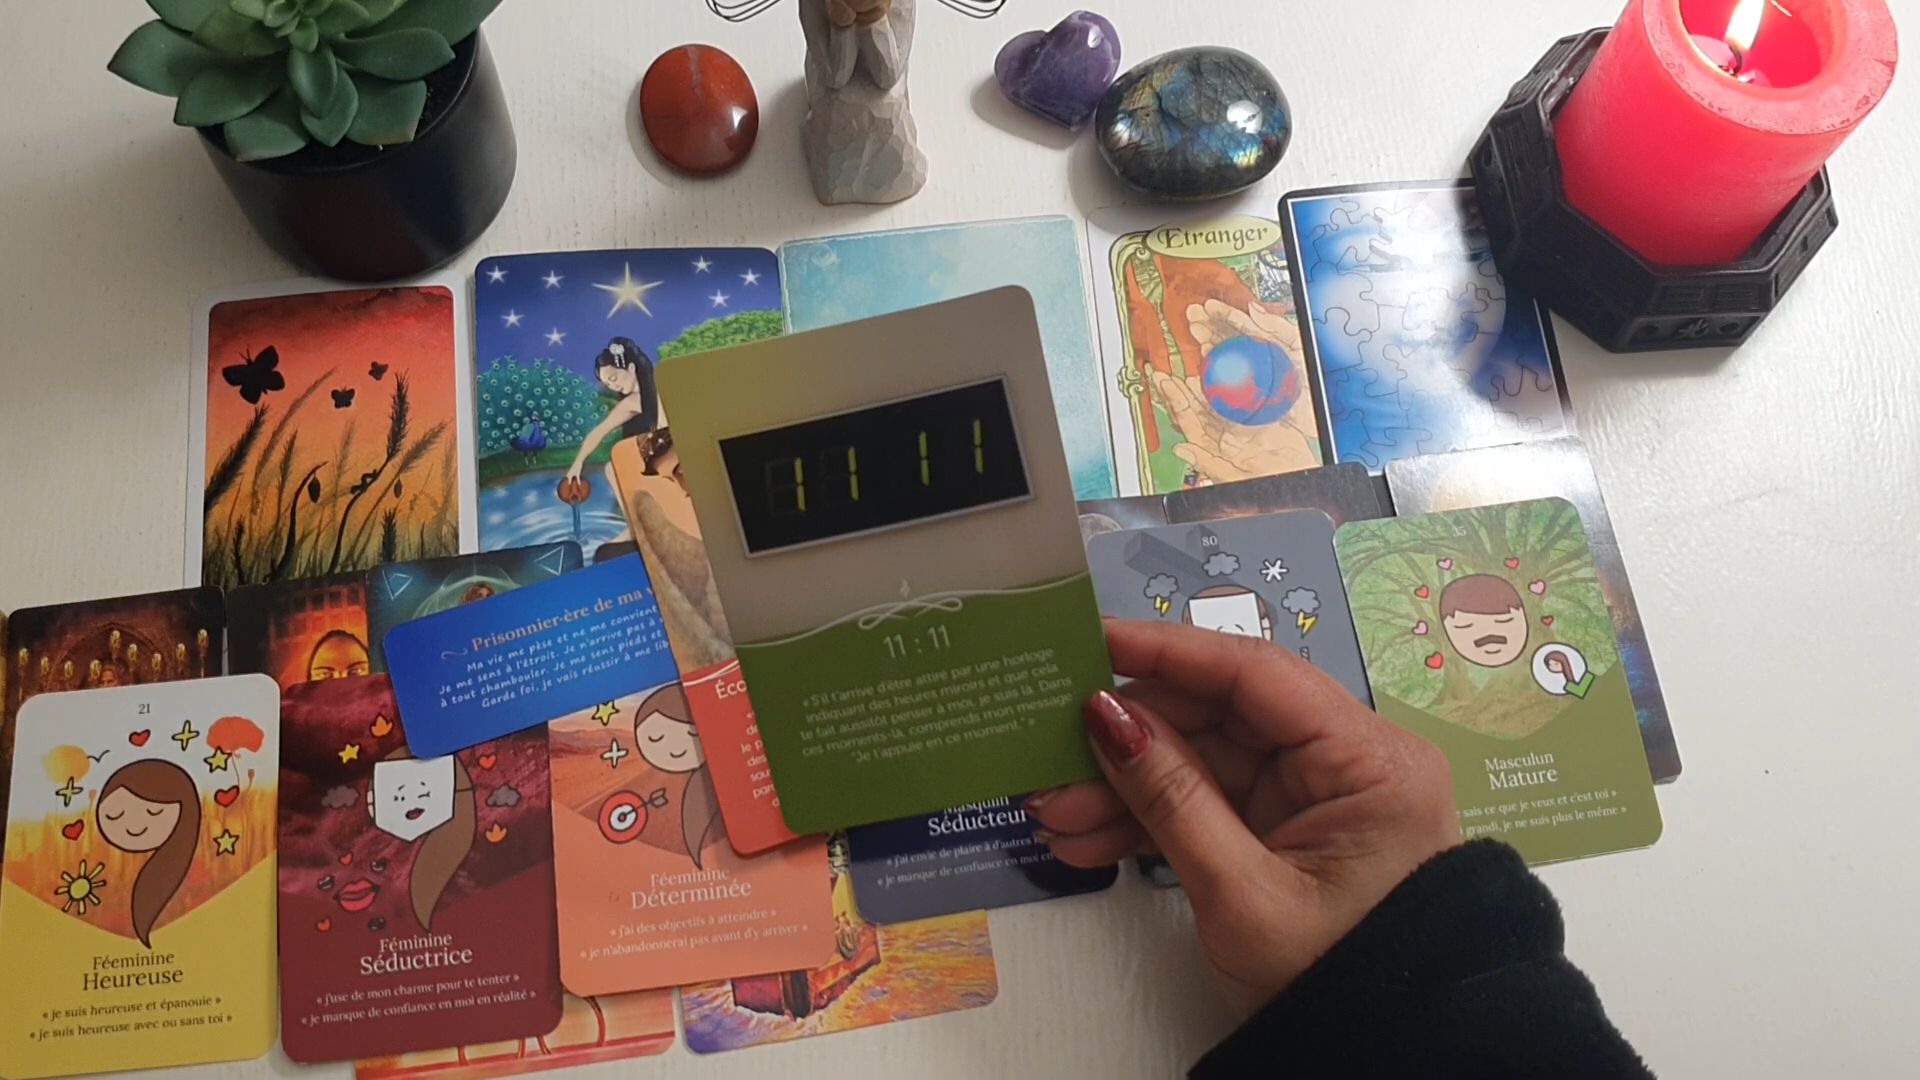 Etranger
11 11
80
35
Prisonnier·ère de ma
Ma vie me pèse et ne me convient
Je me sens à l'étroit. Je n'arrive pas à
à tout chambouler. Je me sens pieds et
Garde foi, je vais réussir à me
11 : 11
« S'il t'arrive d'être attiré par une horloge
indiquant des heures miroirs et que cela
te fait aussitôt penser à moi, je suis là. Dans
ces moments-là, comprends mon message
"Je t'appuie en ce moment." »
21
Féeminine
Heureuse
« je suis heureuse et épanouie »
« je suis heureuse avec ou sans toi »
Féminine
Séductrice
« j'use de mon charme pour te tenter »
« je manque de confiance en moi en réalité »
Féeminine
Déterminée
« j'ai des objectifs à atteindre »
« je n'abandonnerai pas avant d'y arriver »
Masquin
Séducteur
« j'ai envie de plaire à d'autres
« je manque de confiance en moi en
Masculun
Mature
sais ce que je veux et c'est toi »
grandi, je ne suis plus le même »